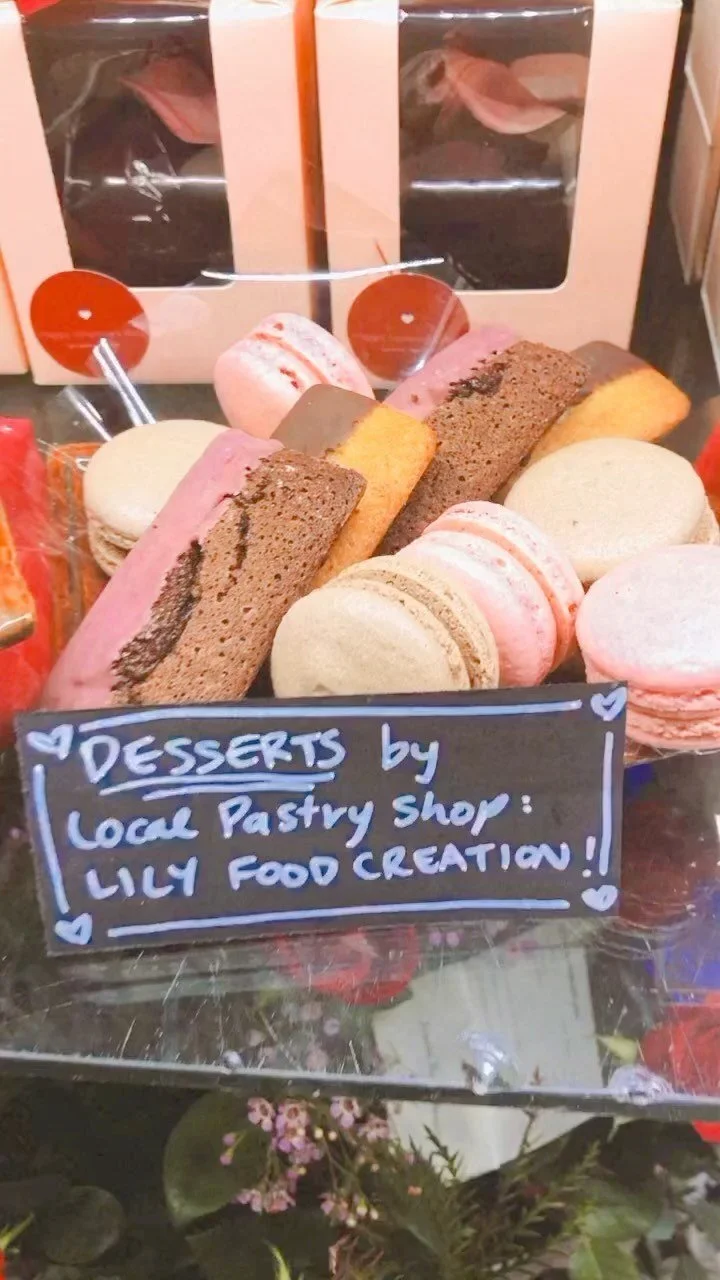 DESSERTS by
Local Pastry Shop:
LILY FOOD CREATION!